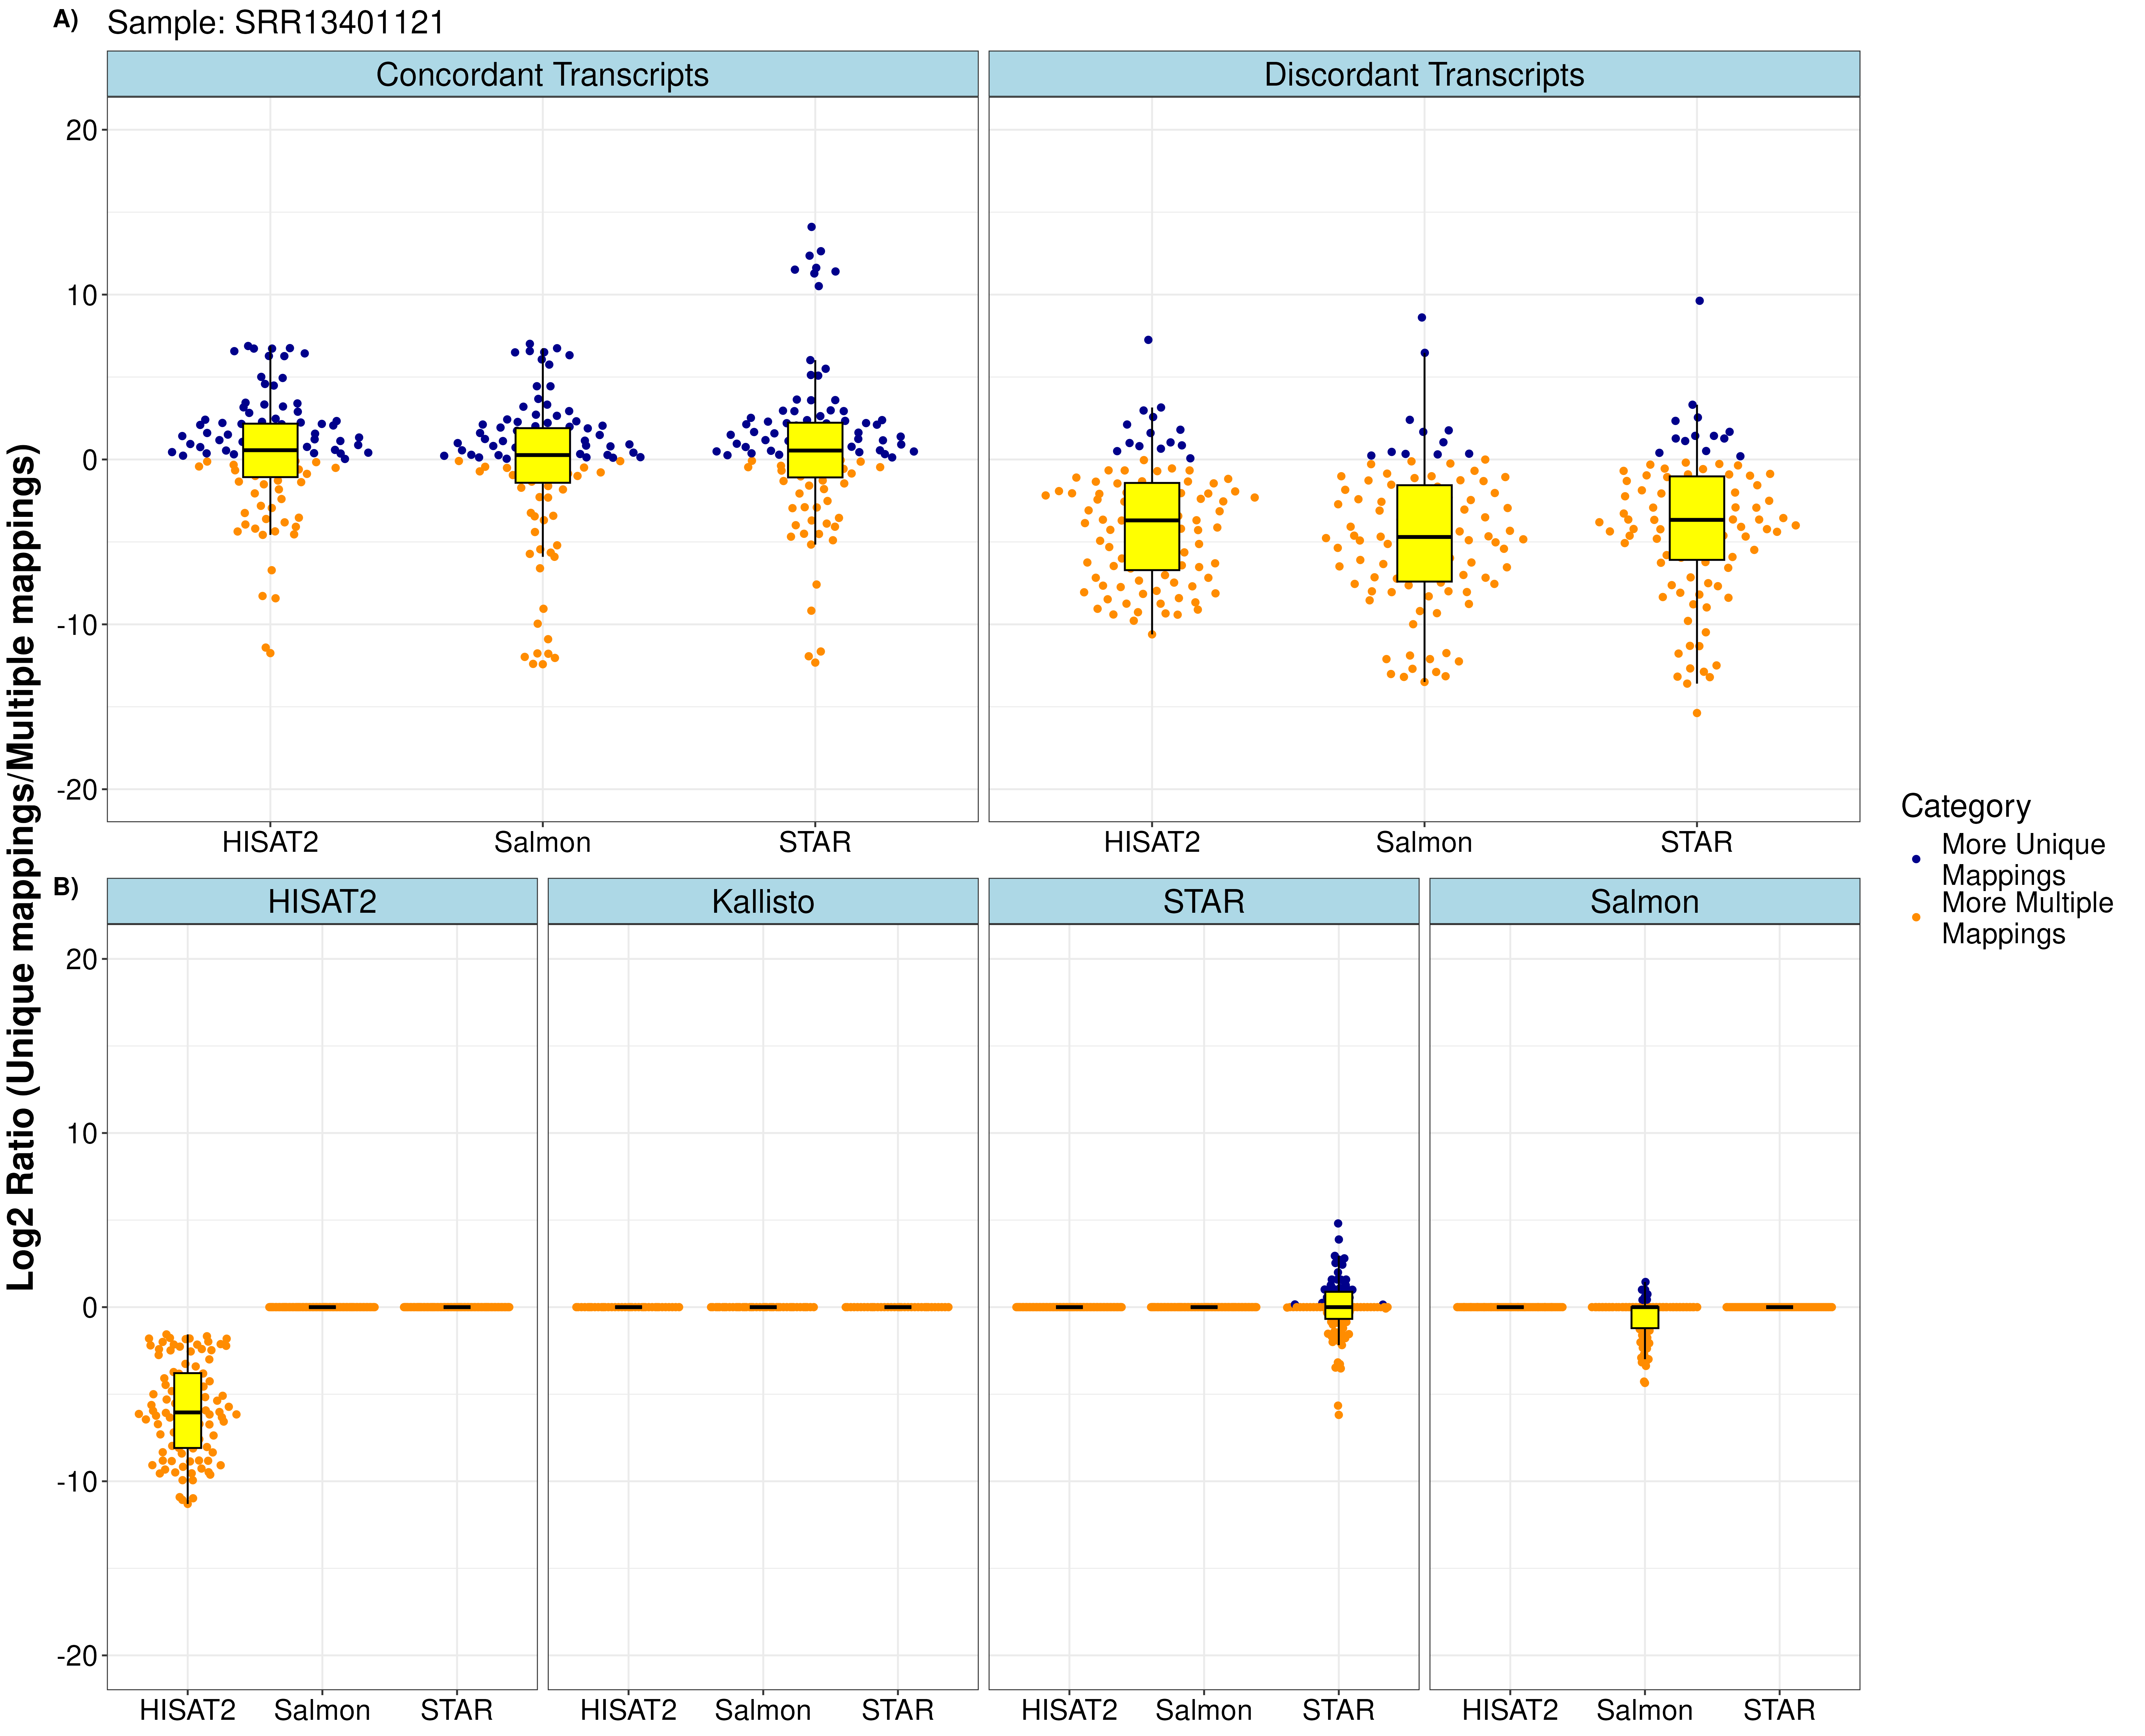 A) Sample: SRR13401121
Concordant Transcripts
Discordant Transcripts
20
10
0
-10
-20
HISAT2 Salmon STAR
HISAT2 Salmon STAR
Log2 Ratio (Unique mappings/Multiple mappings)
B)
HISAT2
Kallisto
STAR
Salmon
20
10
0
-10
-20
HISAT2 Salmon STAR
HISAT2 Salmon STAR
HISAT2 Salmon STAR
HISAT2 Salmon STAR
Category
More Unique
Mappings
More Multiple
Mappings